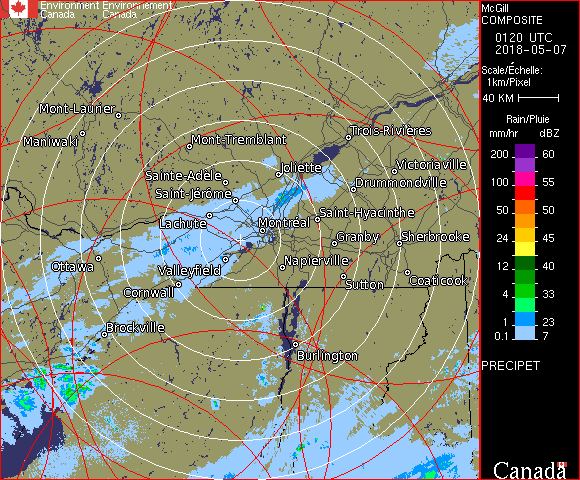 Environment Environnement
Canada Canada
Mont-Laurier
Maniwaki
Mont-Tremblant
Trois-Rivières
Sainte-Adèle
Joliette
Victoriaville
Saint-Jérôme
Drummondville
Lachute
Montréal
Saint-Hyacinthe
Granby
Sherbrooke
Ottawa
Valleyfield
Napierville
Cornwall
Sutton
Coaticook
Brockville
Burlington
McGill
COMPOSITE
0120 UTC
2018-05-07
Scale/Échelle:
1km/Pixel
40 KM
Rain/Pluie
mm/hr dBZ
200 60
100 55
50 50
24 45
12 40
4 33
1 23
0.1 7
PRECIPET
Canada